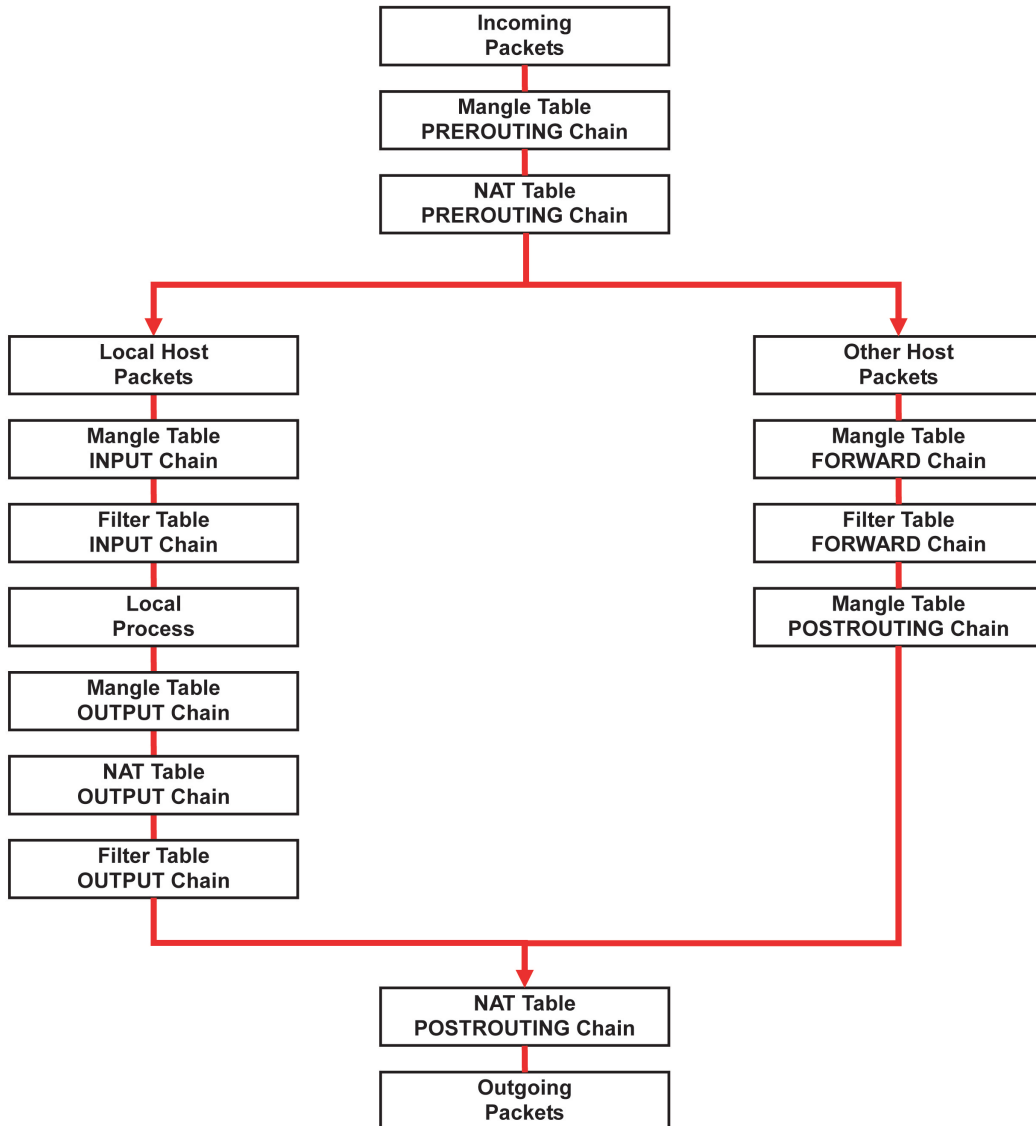 Incoming
Packets
Mangle Table
PREROUTING Chain
NAT Table
PREROUTING Chain
Local Host
Packets
Mangle Table
INPUT Chain
Filter Table
INPUT Chain
Local
Process
Mangle Table
OUTPUT Chain
NAT Table
OUTPUT Chain
Filter Table
OUTPUT Chain
Other Host
Packets
Mangle Table
FORWARD Chain
Filter Table
FORWARD Chain
Mangle Table
POSTROUTING Chain
NAT Table
POSTROUTING Chain
Outgoing
Packets